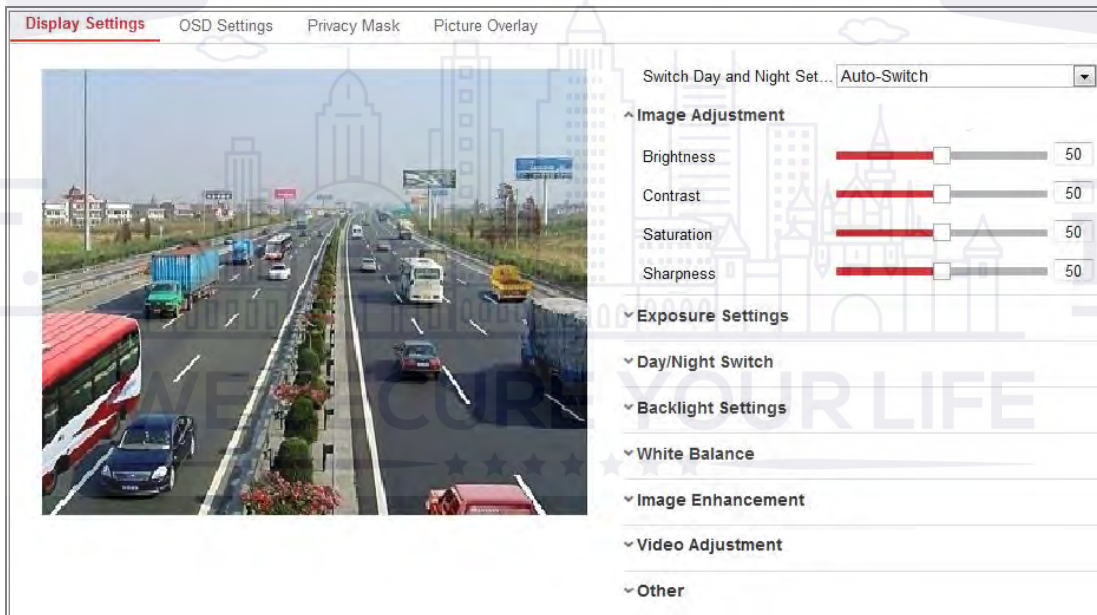 Display Settings OSD Settings Privacy Mask Picture Overlay
Switch Day and Night Set... Auto-Switch
Image Adjustment
Brightness 50
Contrast 50
Saturation 50
Sharpness 50
Exposure Settings
Day/Night Switch
Backlight Settings
White Balance
Image Enhancement
Video Adjustment
Other
WE SECURE YOUR LIFE